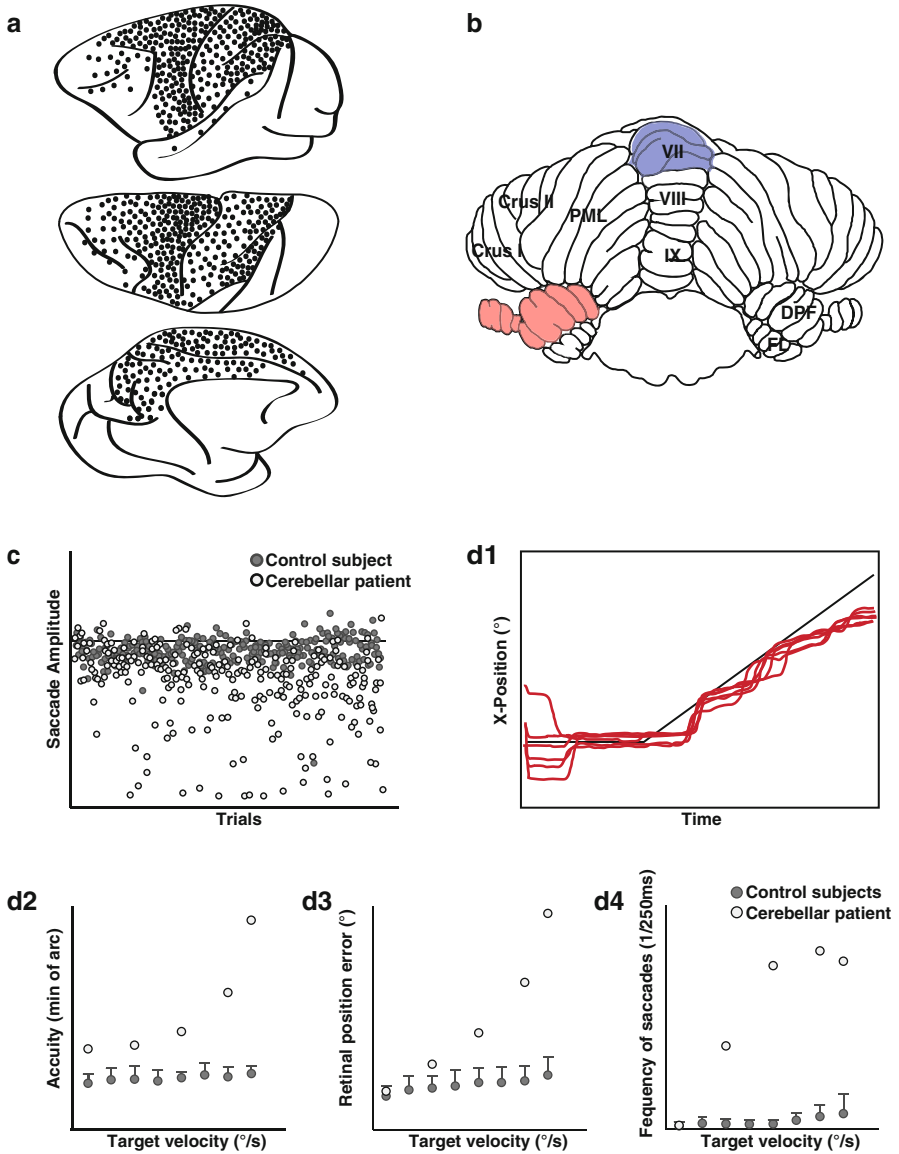 a
b
VII
Crus II
PML
VIII
Crus I
IX
DPF
FL
c
Control subject
Cerebellar patient
Saccade Amplitude
Trials
d1
X-Position (°)
Time
d2
Accuity (min of arc)
Target velocity (°/s)
d3
Retinal position error (°)
Target velocity (°/s)
d4
Control subjects
Cerebellar patient
Fequency of saccades (1/250ms)
Target velocity (°/s)